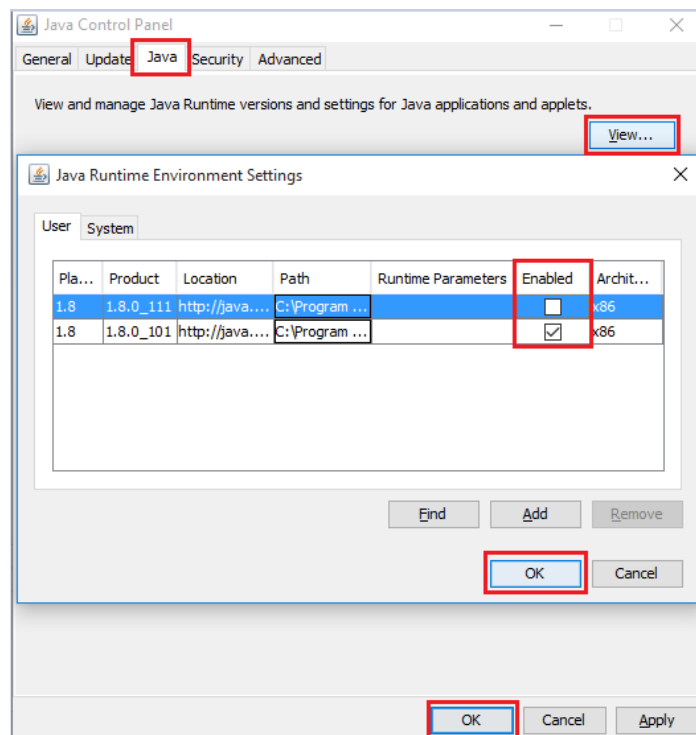 Java Control Panel
General Update Java Security Advanced
View and manage Java Runtime versions and settings for Java applications and applets.
View...
Java Runtime Environment Settings
User System
Pla... Product Location Path Runtime Parameters Enabled Archit...
1.8 1.8.0_111 http://java.... C:\Program ... x86
1.8 1.8.0_101 http://java.... C:\Program ... x86
Find Add Remove
OK Cancel
OK Cancel Apply